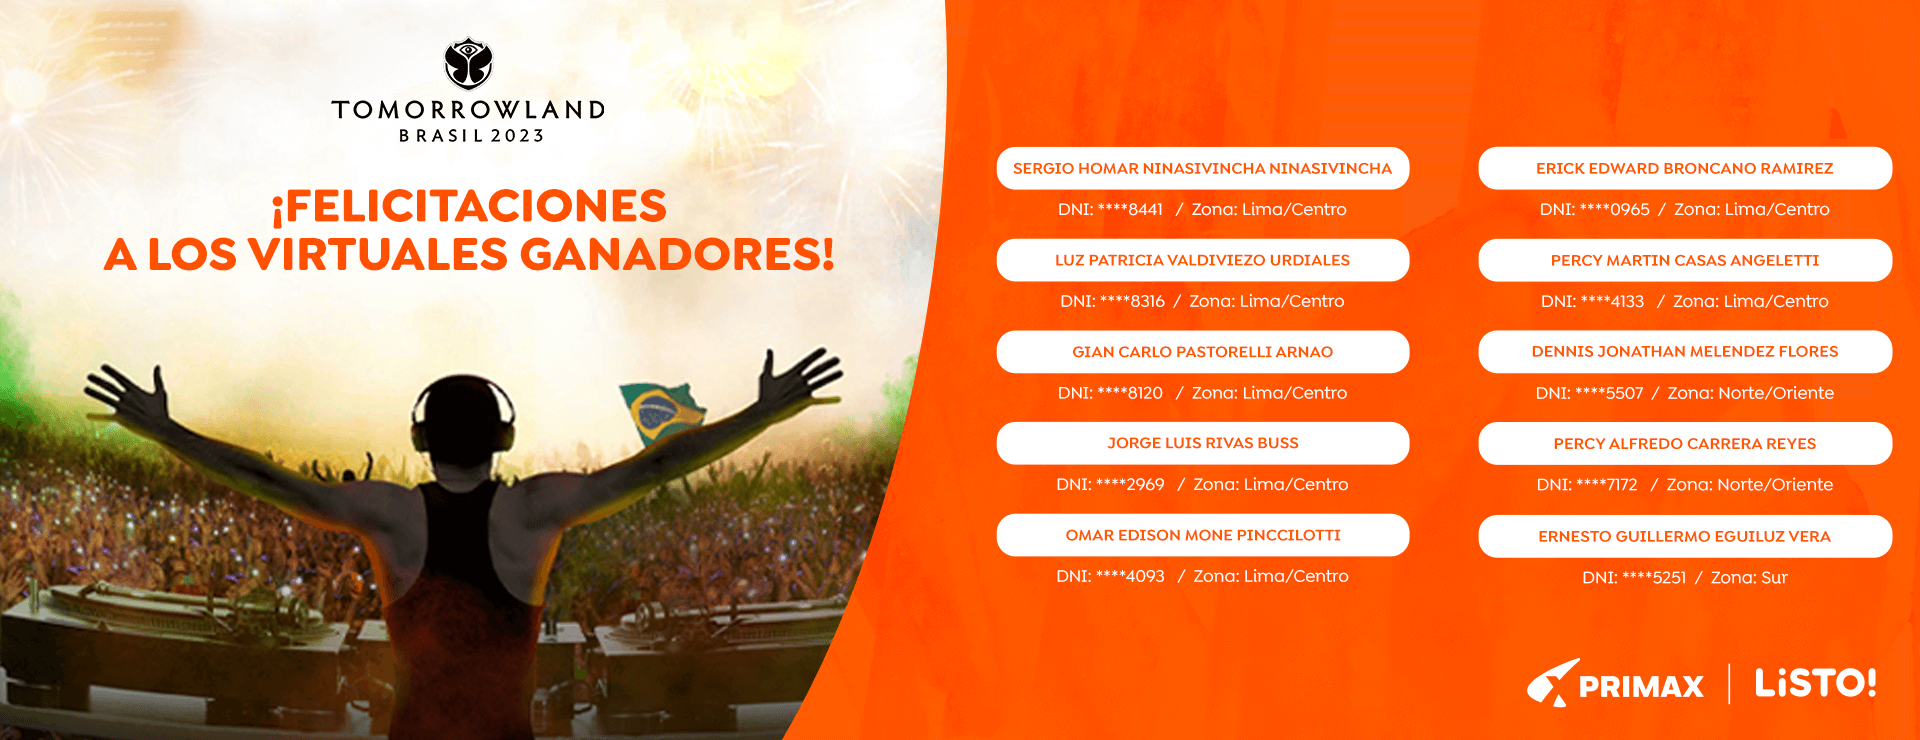 TOMORROWLAND
BRASIL 2023
¡FELICITACIONES
A LOS VIRTUALES GANADORES!
SERGIO HOMAR NINASIVINCHA NINASIVINCHA
DNI: ****8441 / Zona: Lima/Centro
LUZ PATRICIA VALDIVIEZO URDIALES
DNI: ****8316 / Zona: Lima/Centro
GIAN CARLO PASTORELLI ARNAO
DNI: ****8120 / Zona: Lima/Centro
JORGE LUIS RIVAS BUSS
DNI: ****2969 / Zona: Lima/Centro
OMAR EDISON MONE PINCCILOTTI
DNI: ****4093 / Zona: Lima/Centro
ERICK EDWARD BRONCANO RAMIREZ
DNI: ****0965 / Zona: Lima/Centro
PERCY MARTIN CASAS ANGELETTI
DNI: ****4133 / Zona: Lima/Centro
DENNIS JONATHAN MELENDEZ FLORES
DNI: ****5507 / Zona: Norte/Oriente
PERCY ALFREDO CARRERA REYES
DNI: ****7172 / Zona: Norte/Oriente
ERNESTO GUILLERMO EGUILUZ VERA
DNI: ****5251 / Zona: Sur
PRIMAX | LiSTO!